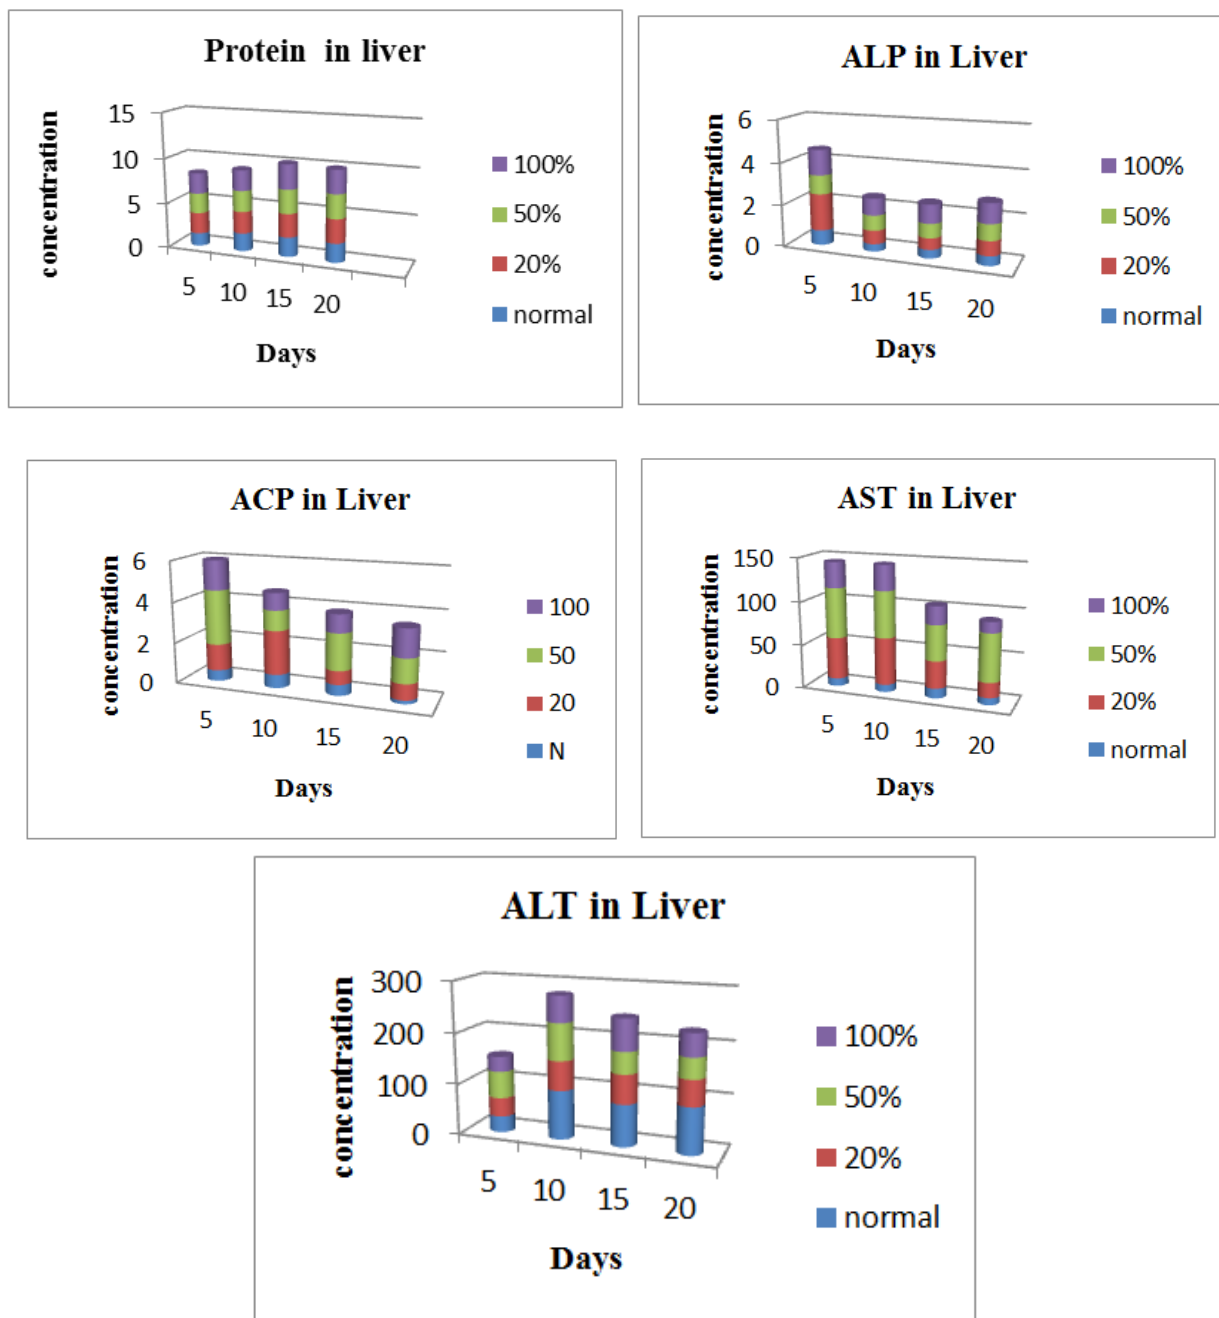 Protein in liver
concentration
15
10
5
0
5 10 15 20
Days
100%
50%
20%
normal
ALP in Liver
concentration
6
4
2
0
5 10 15 20
Days
100%
50%
20%
normal
ACP in Liver
concentration
6
4
2
0
5 10 15 20
Days
100
50
20
N
AST in Liver
concentration
150
100
50
0
5 10 15 20
Days
100%
50%
20%
normal
ALT in Liver
concentration
300
200
100
0
5 10 15 20
Days
100%
50%
20%
normal